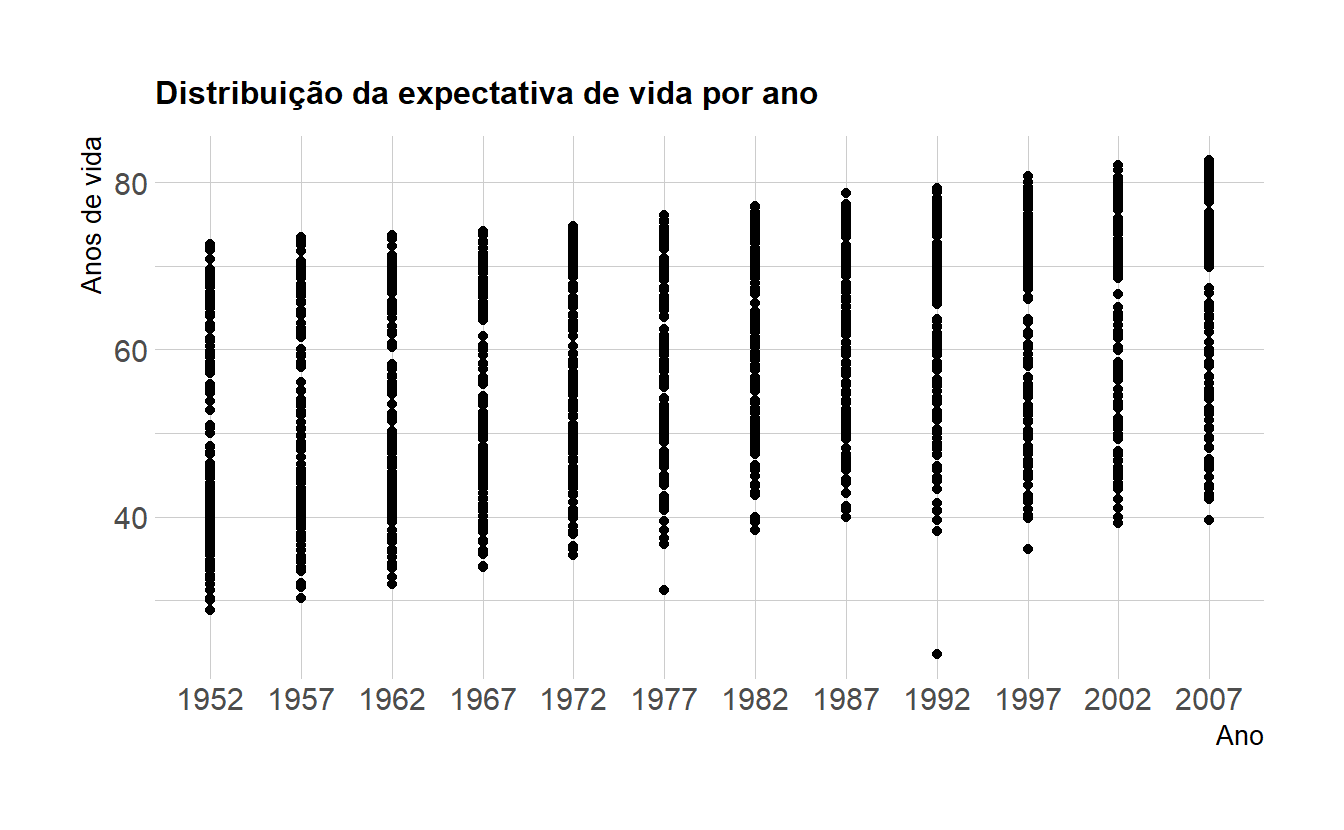 Distribuição da expectativa de vida por ano
Anos de vida
80
60
40
1952 1957 1962 1967 1972 1977 1982 1987 1992 1997 2002 2007
Ano